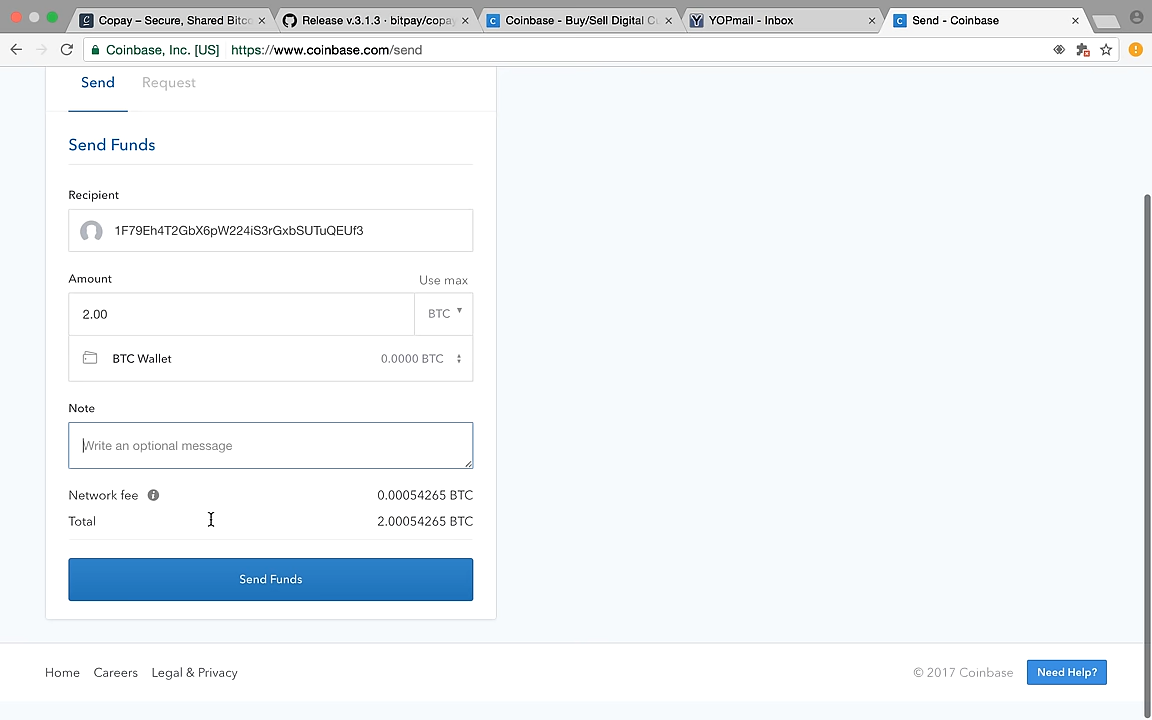 Copay – Secure, Shared Bitco
Release v.3.1.3 · bitpay/copay
Coinbase - Buy/Sell Digital Cu
YOPmail - Inbox
Send - Coinbase
Coinbase, Inc. [US]
https://www.coinbase.com/send
Send
Request
Send Funds
Recipient
1F79Eh4T2GbX6pW224iS3rGxbSUTuQEUf3
Amount
Use max
2.00
BTC
BTC Wallet
0.0000 BTC
Note
Write an optional message
Network fee
0.00054265 BTC
Total
2.00054265 BTC
Send Funds
Home
Careers
Legal & Privacy
© 2017 Coinbase
Need Help?